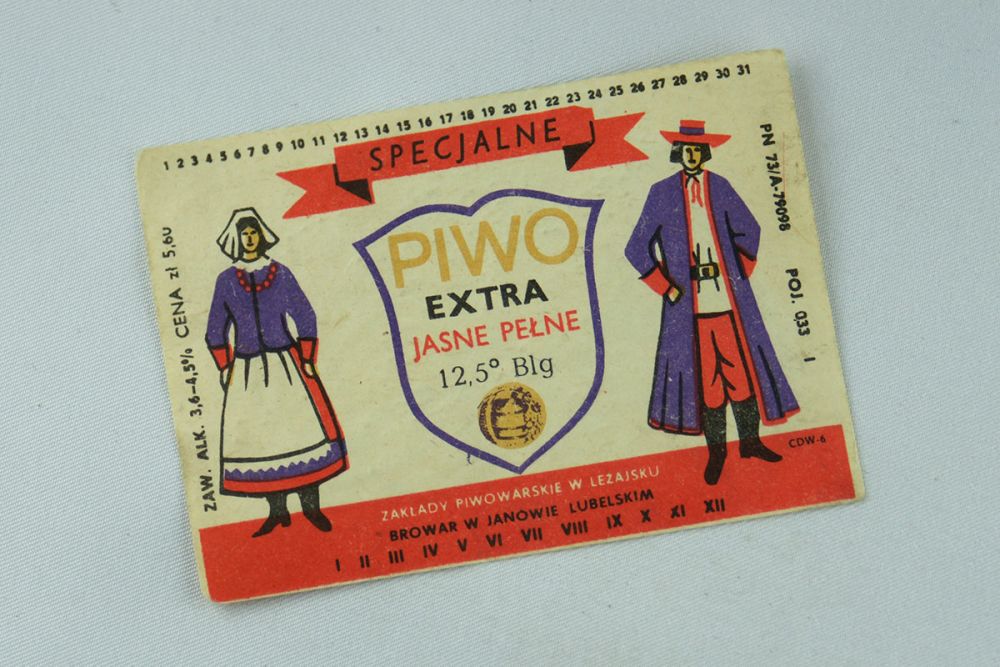 1 2 3 4 5 6 7 8 9 10 11 12 13 14 15 16 17 18 19 20 21 22 23 24 25 26 27 28 29 30 31
SPECJALNE
PIWO
EXTRA
JASNE PEŁNE
12,5° Blg
ZAW. ALK. 3,6-4,5% CENA zł 5,60
PN 73/A-79098 POJ. 0,33 l
CDW-6
ZAKŁADY PIWOWARSKIE W LEŻAJSKU
BROWAR W JANOWIE LUBELSKIM
I II III IV V VI VII VIII IX X XI XII